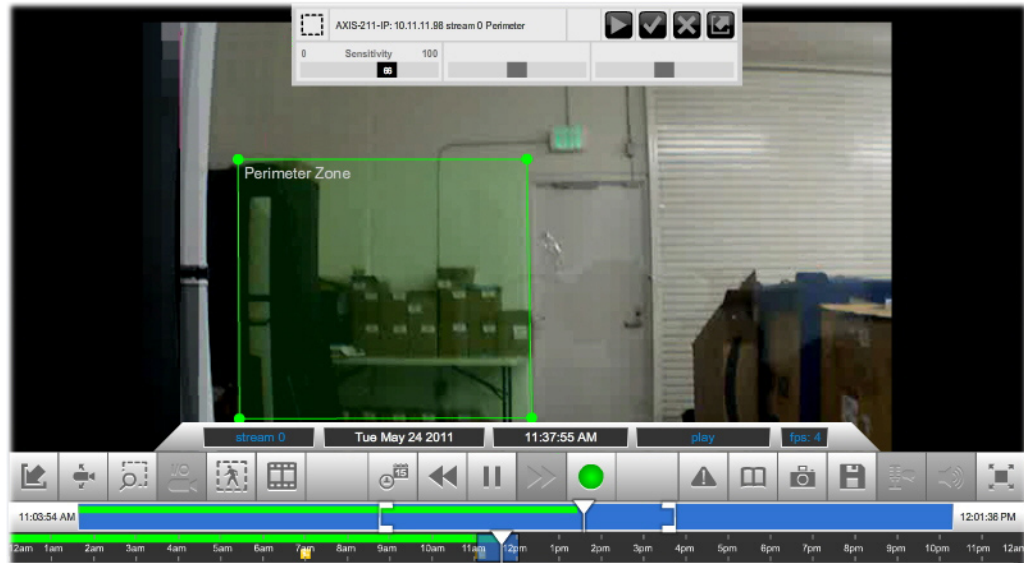 AXIS-211-IP: 10.11.11.98 stream 0 Perimeter
0 Sensitivity 100
66
Perimeter Zone
stream 0 Tue May 24 2011 11:37:55 AM play fps: 4
I/O 15
11:03:54 AM 12:01:36 PM
12am 1am 2am 3am 4am 5am 6am 7am 8am 9am 10am 11am 12pm 1pm 2pm 3pm 4pm 5pm 6pm 7pm 8pm 9pm 10pm 11pm 12am